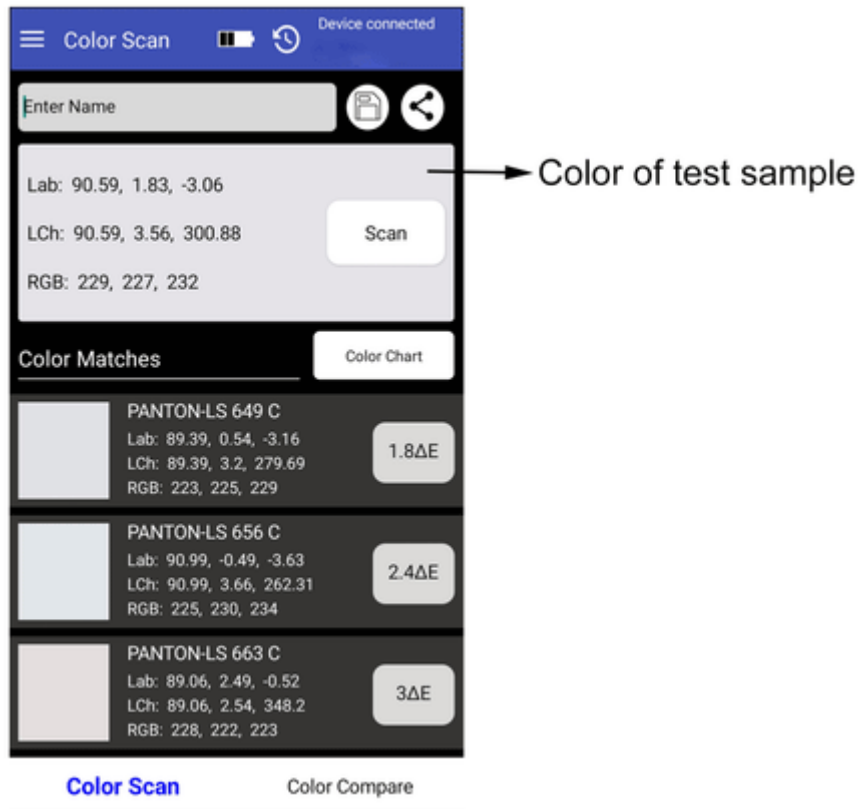 Color Scan
Device connected
Enter Name
Lab: 90.59, 1.83, -3.06
LCh: 90.59, 3.56, 300.88
Scan
RGB: 229, 227, 232
Color of test sample
Color Matches
Color Chart
PANTON-LS 649 C
Lab: 89.39, 0.54, -3.16
LCh: 89.39, 3.2, 279.69
RGB: 223, 225, 229
1.8ΔE
PANTON-LS 656 C
Lab: 90.99, -0.49, -3.63
LCh: 90.99, 3.66, 262.31
RGB: 225, 230, 234
2.4ΔE
PANTON-LS 663 C
Lab: 89.06, 2.49, -0.52
LCh: 89.06, 2.54, 348.2
RGB: 228, 222, 223
3ΔE
Color Scan
Color Compare